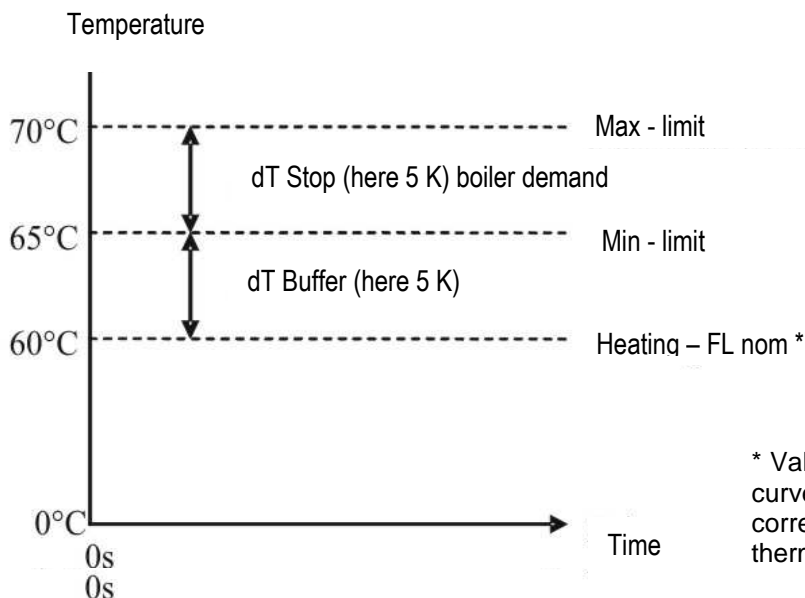 Temperature
70°C
Max - limit
dT Stop (here 5 K) boiler demand
65°C
Min - limit
dT Buffer (here 5 K)
60°C
Heating – FL nom *
* Val
curve
corre
therr
0°C
0s
Time
0s